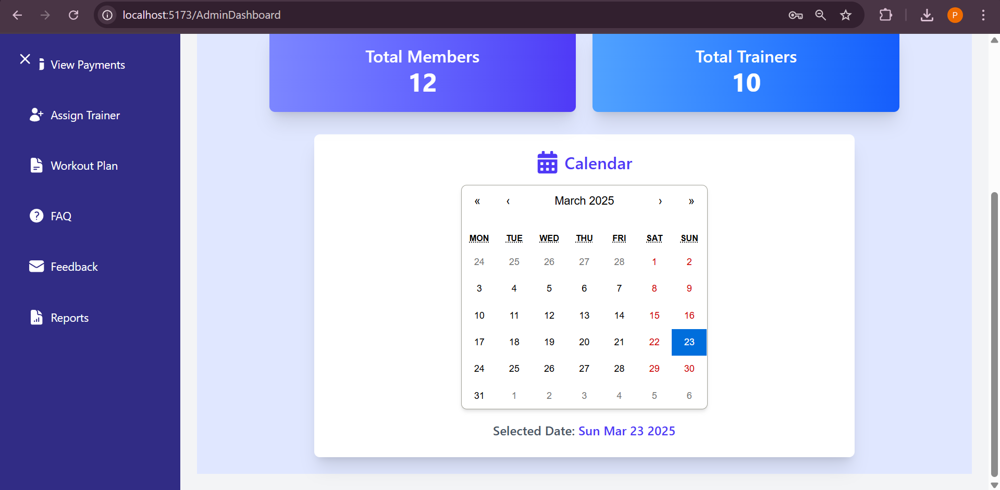 localhost:5173/AdminDashboard
P
View Payments
Assign Trainer
Workout Plan
FAQ
Feedback
Reports
Total Members
12
Total Trainers
10
Calendar
« ‹ March 2025 › »
MON TUE WED THU FRI SAT SUN
24 25 26 27 28 1 2
3 4 5 6 7 8 9
10 11 12 13 14 15 16
17 18 19 20 21 22 23
24 25 26 27 28 29 30
31 1 2 3 4 5 6
Selected Date: Sun Mar 23 2025